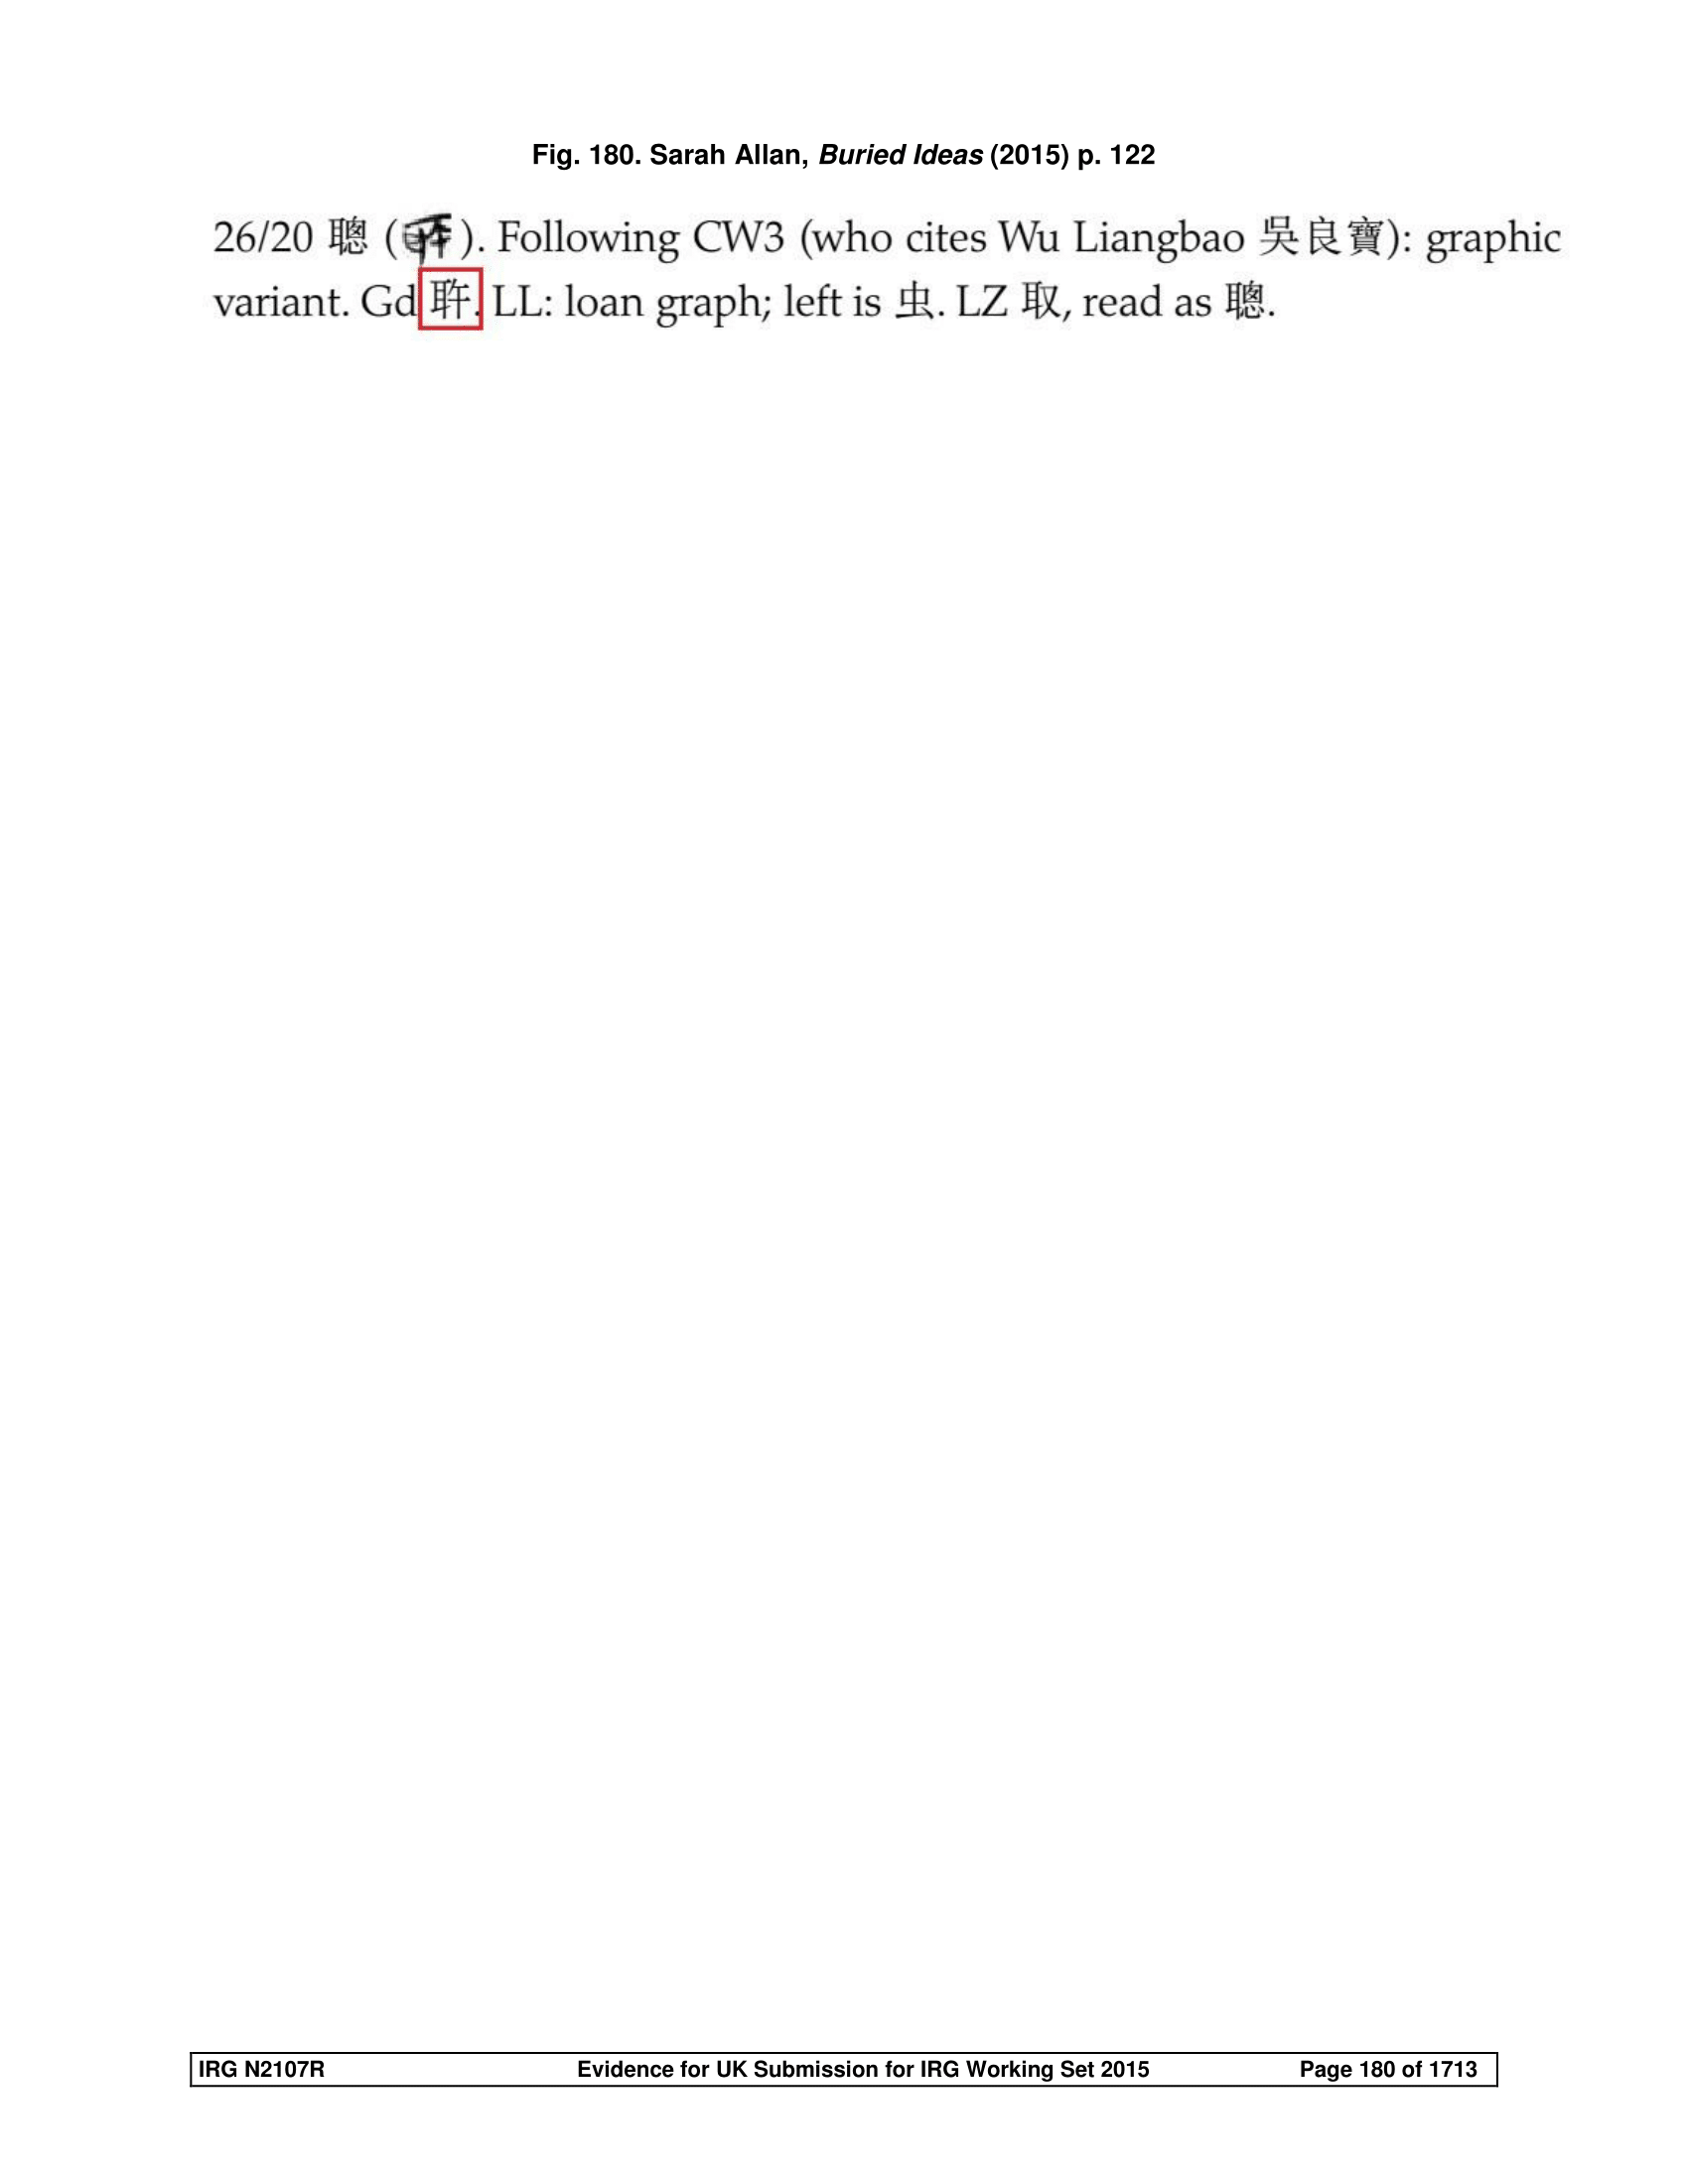 Fig. 180. Sarah Allan, Buried Ideas (2015) p. 122
26/20 聰 ( ). Following CW3 (who cites Wu Liangbao 吳良寶): graphic
variant. Gd . LL: loan graph; left is 虫. LZ 取, read as 聰.
IRG N2107R Evidence for UK Submission for IRG Working Set 2015 Page 180 of 1713